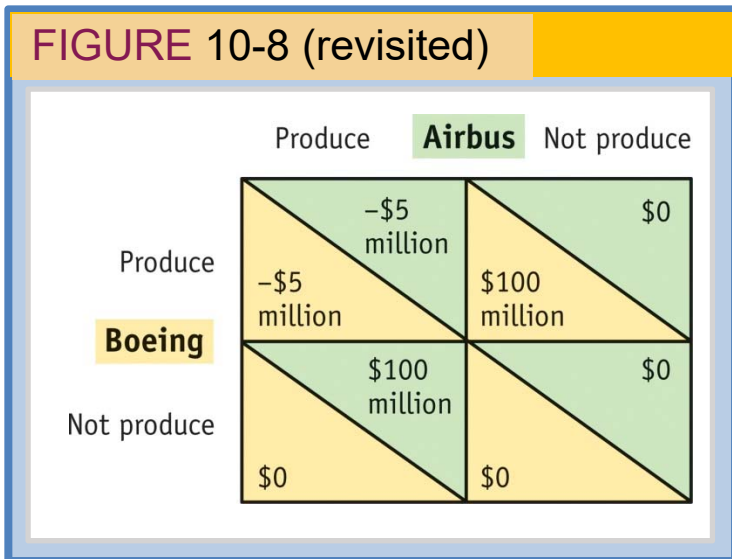 FIGURE 10-8 (revisited)
Produce Airbus Not produce
Produce
Boeing
Not produce
–$5
million
–$5
million
$0
$100
million
$100
million
$0
$0
$0